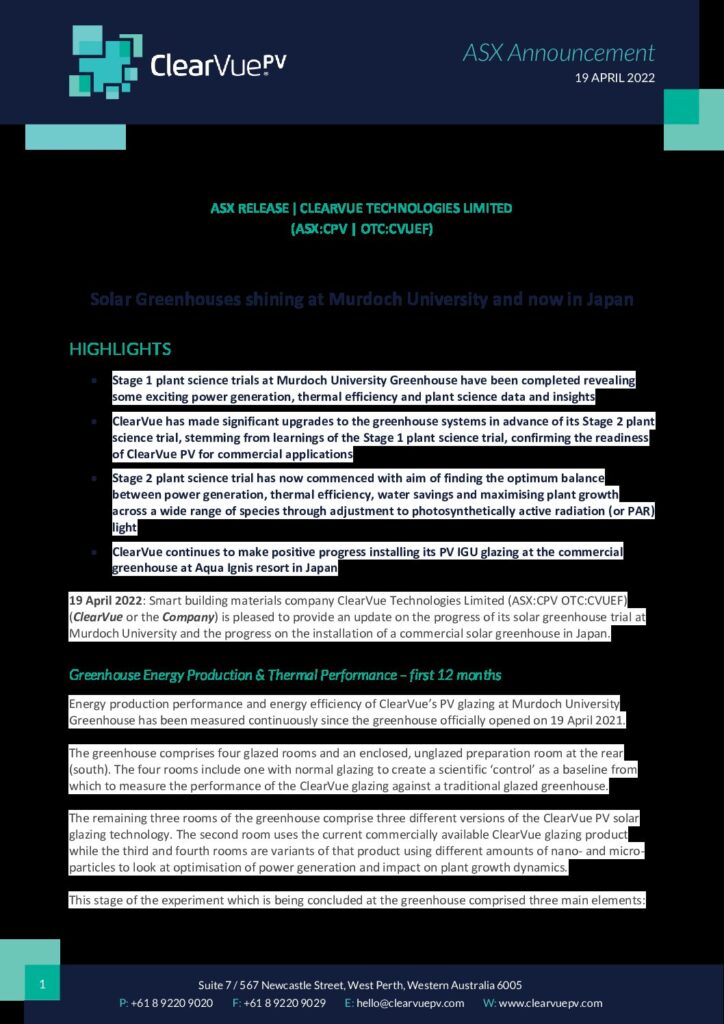 ClearVuePV
ASX Announcement
19 APRIL 2022
ASX RELEASE | CLEARVUE TECHNOLOGIES LIMITED
(ASX:CPV | OTC:CVUEF)
Solar Greenhouses shining at Murdoch University and now in Japan
HIGHLIGHTS
• Stage 1 plant science trials at Murdoch University Greenhouse have been completed revealing
some exciting power generation, thermal efficiency and plant science data and insights
• ClearVue has made significant upgrades to the greenhouse systems in advance of its Stage 2 plant
science trial, stemming from learnings of the Stage 1 plant science trial, confirming the readiness
of ClearVue PV for commercial applications
• Stage 2 plant science trial has now commenced with aim of finding the optimum balance
between power generation, thermal efficiency, water savings and maximising plant growth
across a wide range of species through adjustment to photosynthetically active radiation (or PAR)
light
• ClearVue continues to make positive progress installing its PV IGU glazing at the commercial
greenhouse at Aqua Ignis resort in Japan
19 April 2022: Smart building materials company ClearVue Technologies Limited (ASX:CPV OTC:CVUEF)
(ClearVue or the Company) is pleased to provide an update on the progress of its solar greenhouse trial at
Murdoch University and the progress on the installation of a commercial solar greenhouse in Japan.
Greenhouse Energy Production & Thermal Performance – first 12 months
Energy production performance and energy efficiency of ClearVue's PV glazing at Murdoch University
Greenhouse has been measured continuously since the greenhouse officially opened on 19 April 2021.
The greenhouse comprises four glazed rooms and an enclosed, unglazed preparation room at the rear
(south). The four rooms include one with normal glazing to create a scientific 'control' as a baseline from
which to measure the performance of the ClearVue glazing against a traditional glazed greenhouse.
The remaining three rooms of the greenhouse comprise three different versions of the ClearVue PV solar
glazing technology. The second room uses the current commercially available ClearVue glazing product
while the third and fourth rooms are variants of that product using different amounts of nano- and micro-
particles to look at optimisation of power generation and impact on plant growth dynamics.
This stage of the experiment which is being concluded at the greenhouse comprised three main elements:
1
Suite 7 / 567 Newcastle Street, West Perth, Western Australia 6005
P: +61 8 9220 9020 F: +61 8 9220 9029 E: hello@clearvuepv.com W: www.clearvuepv.com